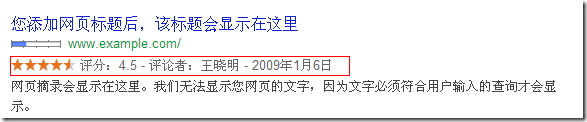 您添加网页标题后，该标题会显示在这里
www.example.com/
评分：4.5 - 评论者：王晓明 - 2009年1月6日
网页摘录会显示在这里。我们无法显示您网页的文字，因为文字必须符合用户输入的查询才会显
示。